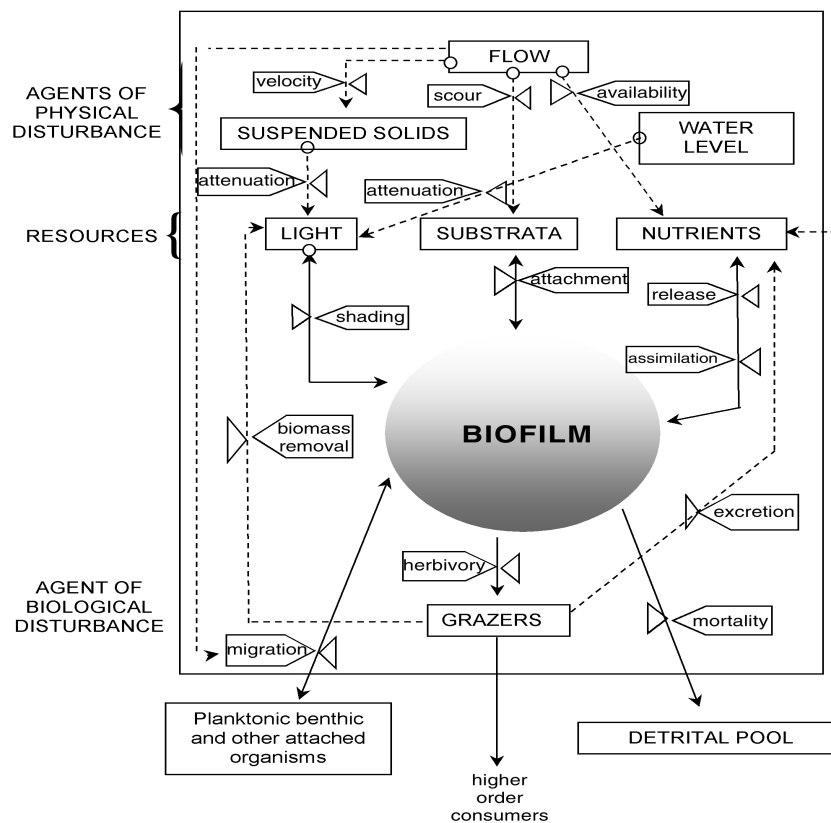 FLOW
velocity
scour
availability
AGENTS OF
PHYSICAL
DISTURBANCE
SUSPENDED SOLIDS
WATER
LEVEL
attenuation
attenuation
RESOURCES
LIGHT
SUBSTRATA
NUTRIENTS
attachment
release
shading
assimilation
biomass
removal
BIOFILM
excretion
herbivory
AGENT OF
BIOLOGICAL
DISTURBANCE
GRAZERS
mortality
migration
Planktonic benthic
and other attached
organisms
DETRITAL POOL
higher
order
consumers